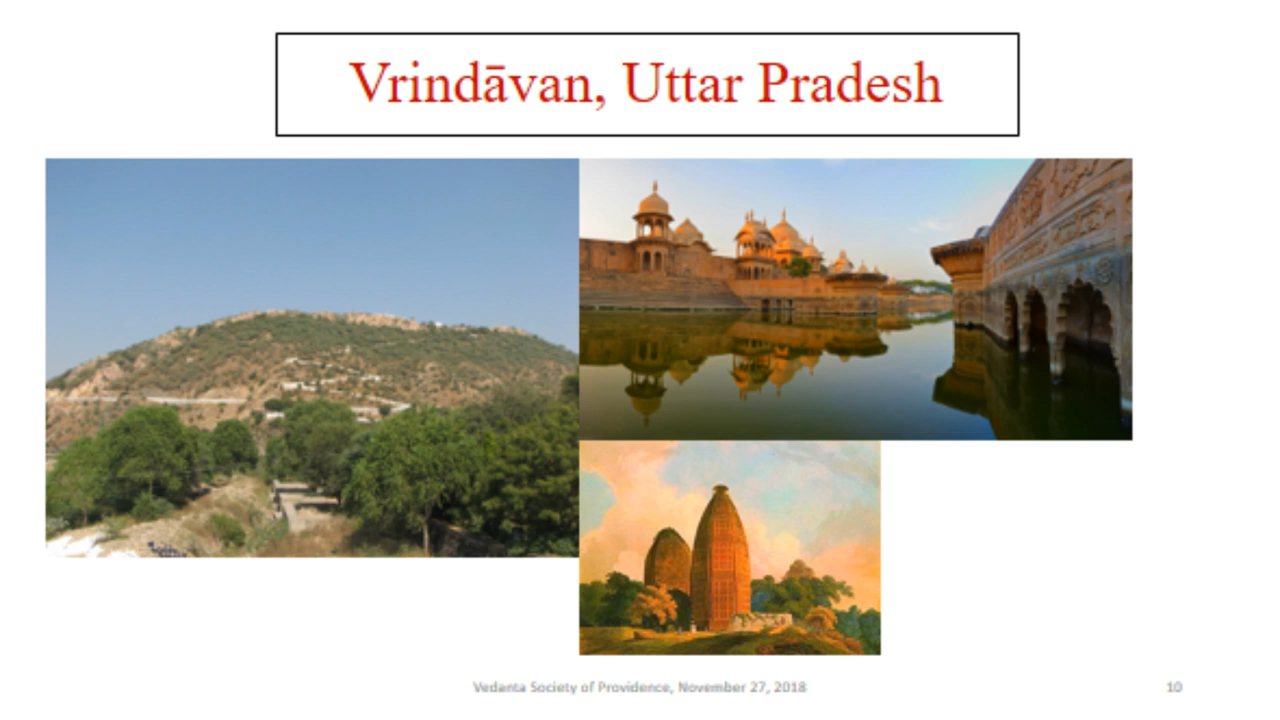 Vrindāvan, Uttar Pradesh
Vedanta Society of Providence, November 27, 2018
10